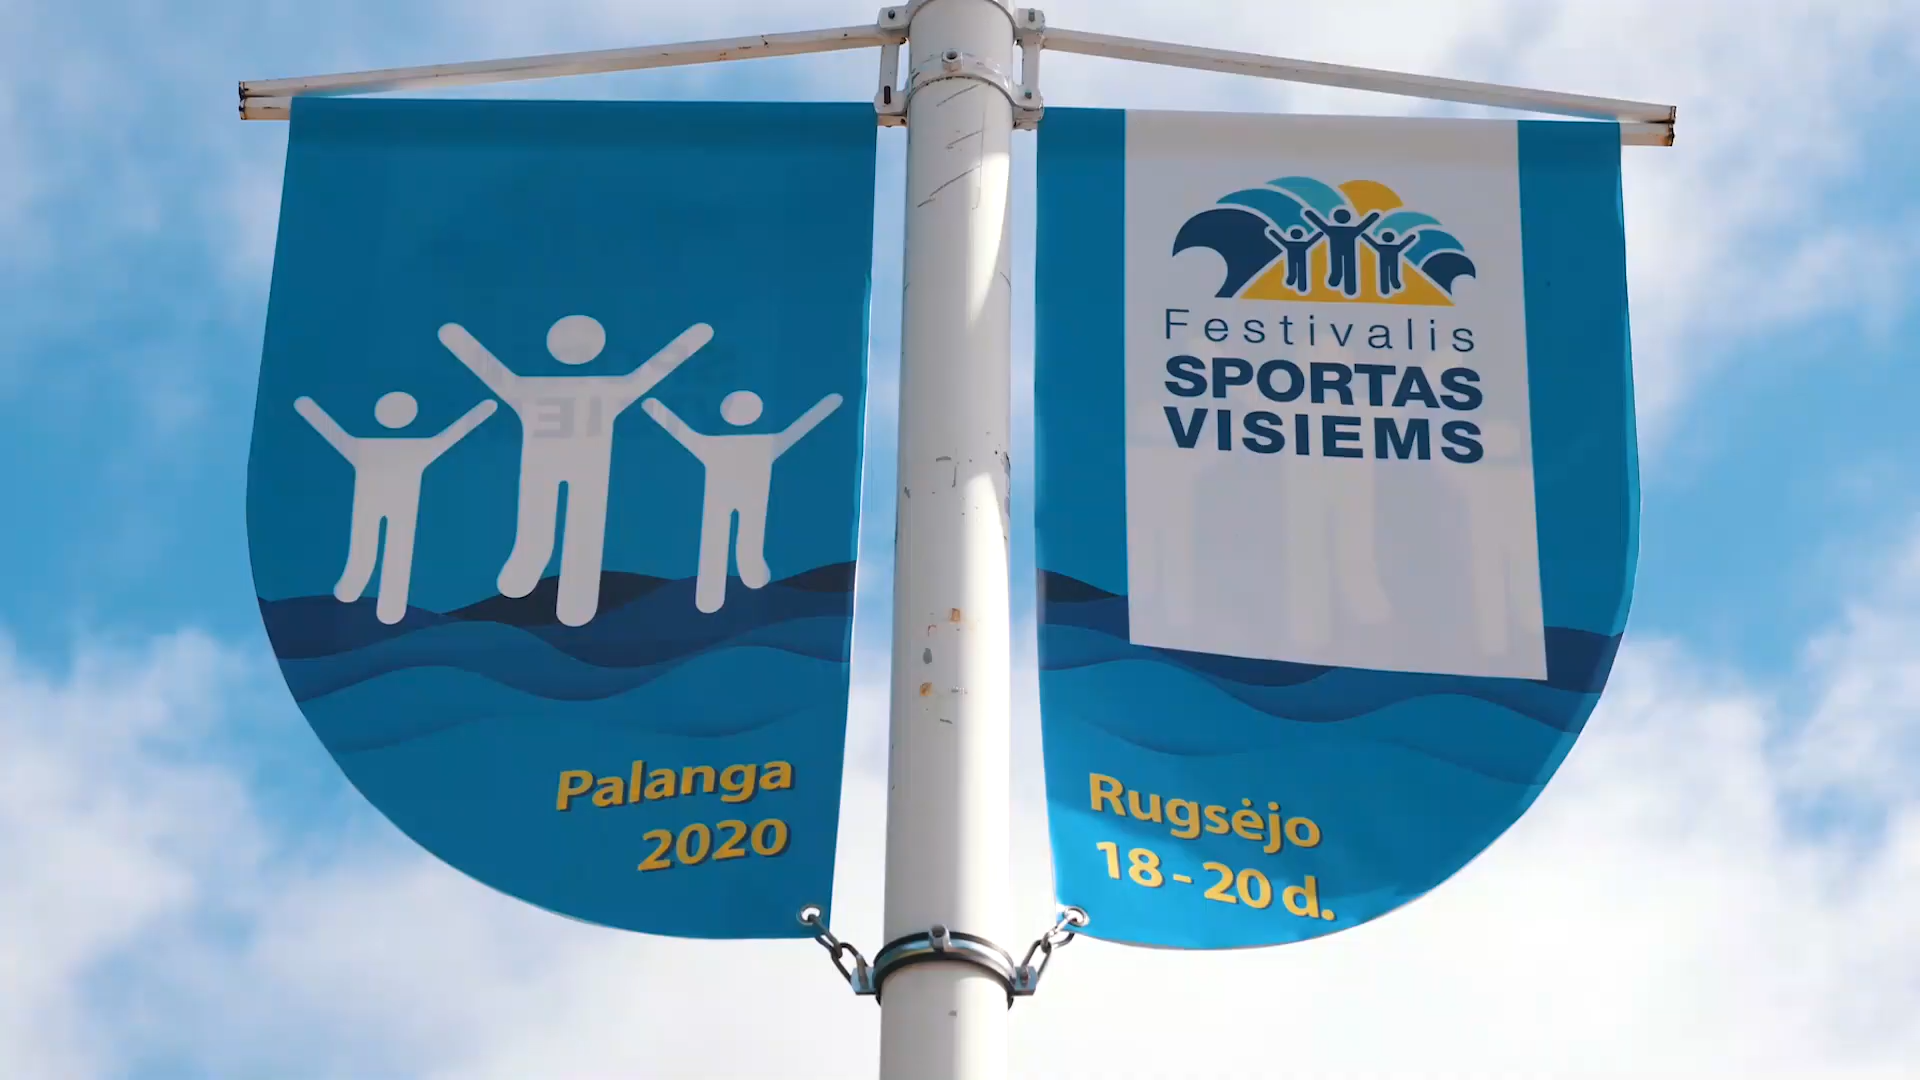 Palanga
2020
Festivalis
SPORTAS
VISIEMS
Rugsėjo
18 - 20 d.